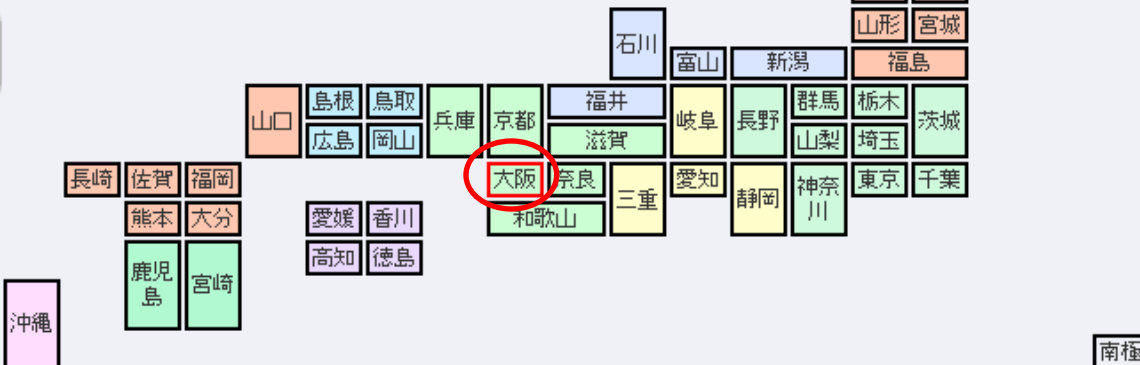 山形
宮城
石川
富山
新潟
福島
山口
島根
鳥取
兵庫
京都
福井
岐阜
長野
群馬
栃木
茨城
広島
岡山
滋賀
山梨
埼玉
長崎
佐賀
福岡
大阪
奈良
三重
愛知
静岡
神奈
川
東京
千葉
熊本
大分
愛媛
香川
和歌山
鹿児
島
宮崎
高知
徳島
沖縄
南極